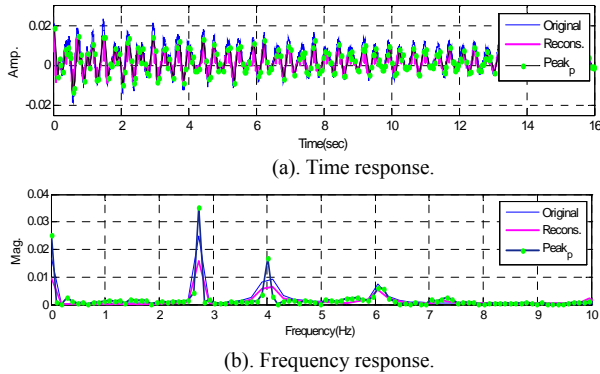 0.02
0
-0.02
Amp.
0 2 4 6 8 10 12 14 16
Time(sec)
Original
Recons.
Peak_p
(a). Time response.
0.04
0.03
0.02
0.01
0
Mag.
0 1 2 3 4 5 6 7 8 9 10
Frequency(Hz)
Original
Recons.
Peak_p
(b). Frequency response.